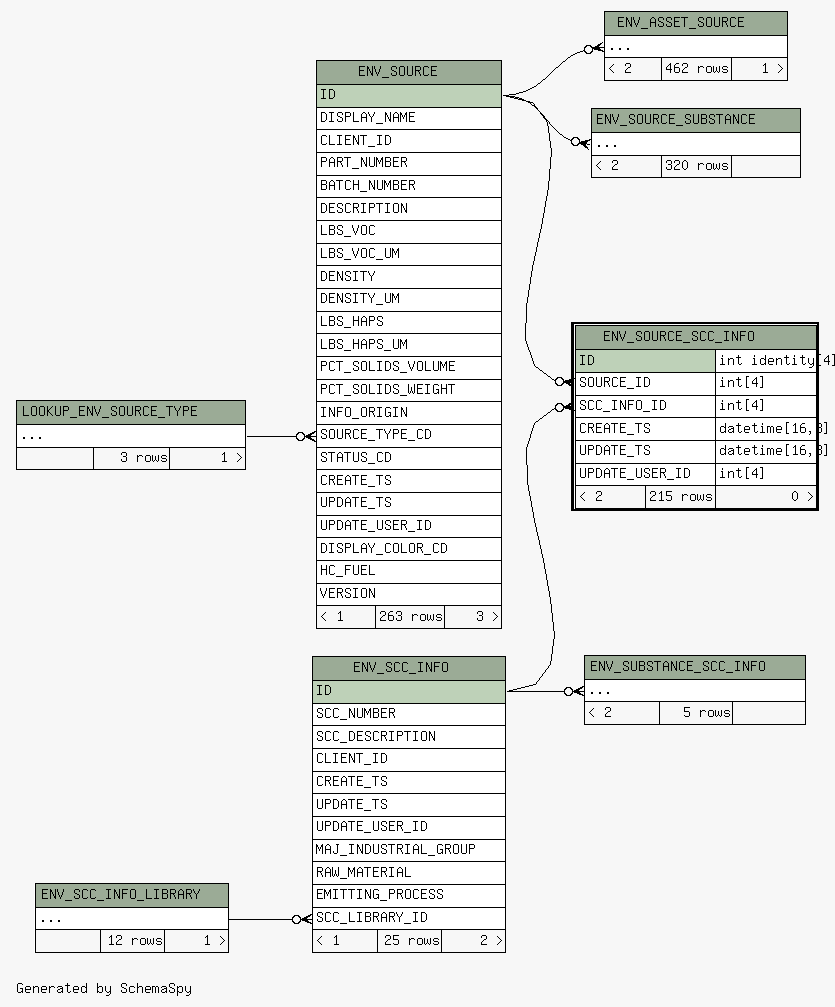 ENV_ASSET_SOURCE
...
< 2 462 rows 1 >
ENV_SOURCE_SUBSTANCE
...
< 2 320 rows
ENV_SOURCE
ID
DISPLAY_NAME
CLIENT_ID
PART_NUMBER
BATCH_NUMBER
DESCRIPTION
LBS_VOC
LBS_VOC_UM
DENSITY
DENSITY_UM
LBS_HAPS
LBS_HAPS_UM
PCT_SOLIDS_VOLUME
PCT_SOLIDS_WEIGHT
INFO_ORIGIN
SOURCE_TYPE_CD
STATUS_CD
CREATE_TS
UPDATE_TS
UPDATE_USER_ID
DISPLAY_COLOR_CD
HC_FUEL
VERSION
< 1 263 rows 3 >
ENV_SOURCE_SCC_INFO
ID int identity[4]
SOURCE_ID int[4]
SCC_INFO_ID int[4]
CREATE_TS datetime[16,3]
UPDATE_TS datetime[16,3]
UPDATE_USER_ID int[4]
< 2 215 rows 0 >
LOOKUP_ENV_SOURCE_TYPE
...
3 rows 1 >
ENV_SCC_INFO
ID
SCC_NUMBER
SCC_DESCRIPTION
CLIENT_ID
CREATE_TS
UPDATE_TS
UPDATE_USER_ID
MAJ_INDUSTRIAL_GROUP
RAW_MATERIAL
EMITTING_PROCESS
SCC_LIBRARY_ID
< 1 25 rows 2 >
ENV_SUBSTANCE_SCC_INFO
...
< 2 5 rows
ENV_SCC_INFO_LIBRARY
...
12 rows 1 >
Generated by SchemaSpy